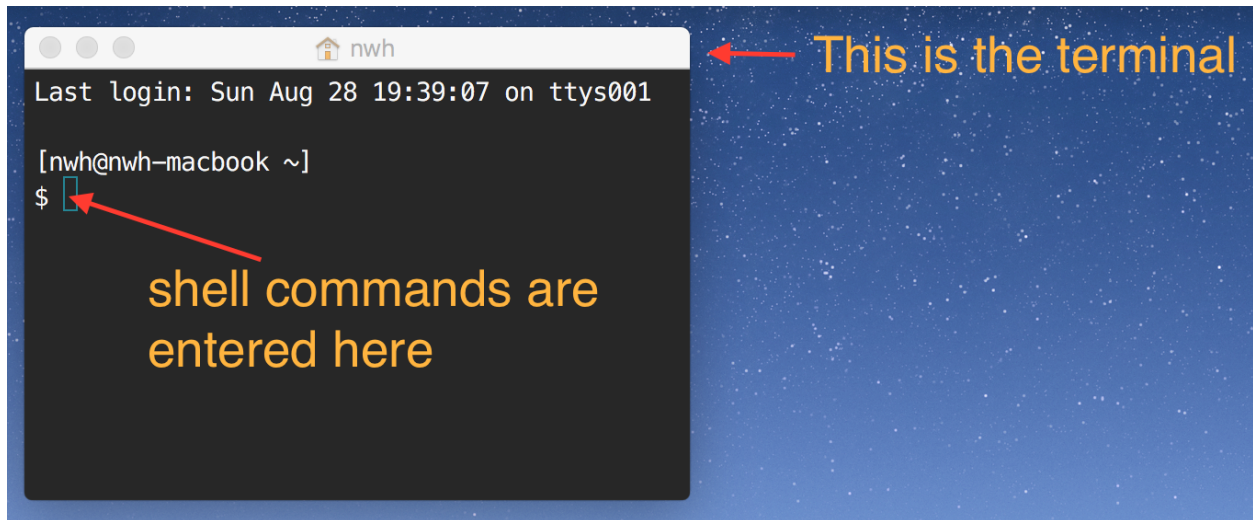 nwh
This is the terminal
Last login: Sun Aug 28 19:39:07 on ttys001
[nwh@nwh-macbook ~]
$
shell commands are
entered here